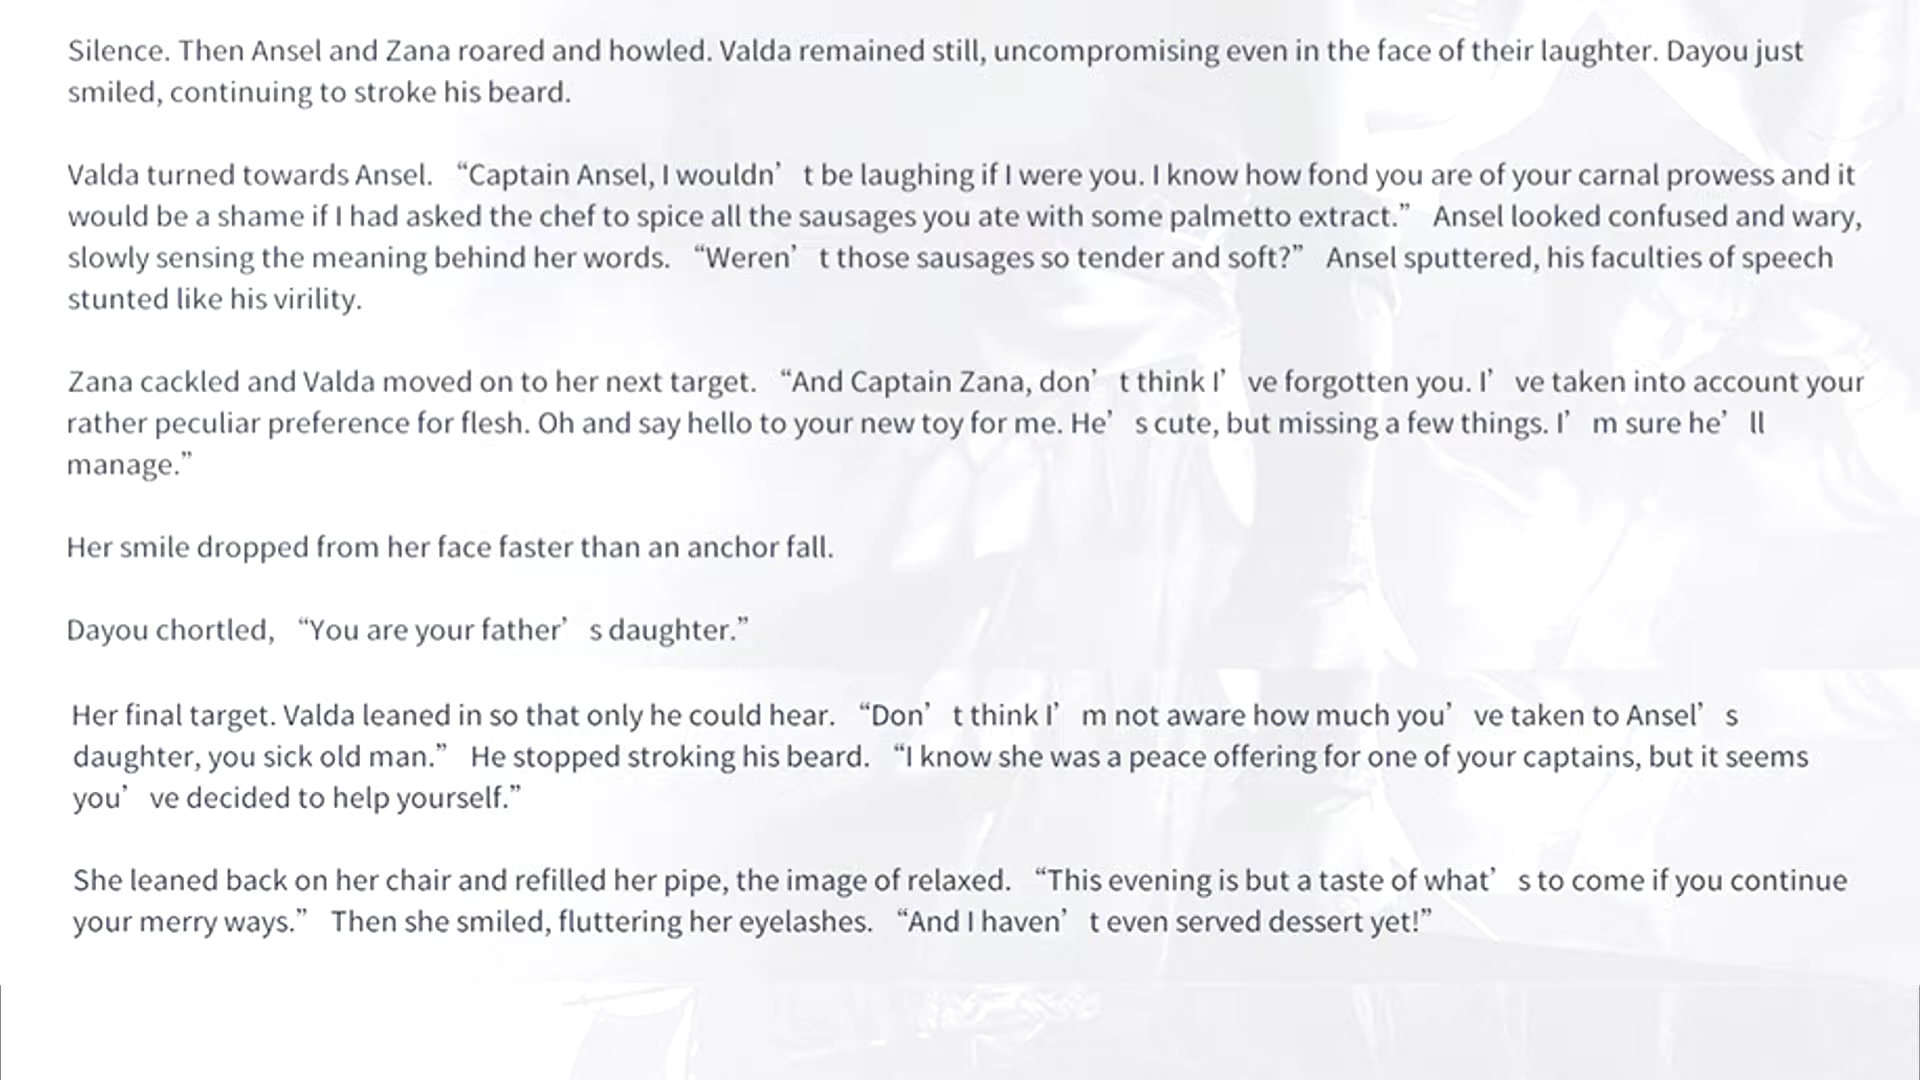 Silence. Then Ansel and Zana roared and howled. Valda remained still, uncompromising even in the face of their laughter. Dayou just
smiled, continuing to stroke his beard.
Valda turned towards Ansel. “Captain Ansel, I wouldn’ t be laughing if I were you. I know how fond you are of your carnal prowess and it
would be a shame if I had asked the chef to spice all the sausages you ate with some palmetto extract.” Ansel looked confused and wary,
slowly sensing the meaning behind her words. “Weren’ t those sausages so tender and soft?” Ansel sputtered, his faculties of speech
stunted like his virility.
Zana cackled and Valda moved on to her next target. “And Captain Zana, don’ t think I’ ve forgotten you. I’ ve taken into account your
rather peculiar preference for flesh. Oh and say hello to your new toy for me. He’ s cute, but missing a few things. I’ m sure he’ ll
manage.”
Her smile dropped from her face faster than an anchor fall.
Dayou chortled, “You are your father’ s daughter.”
Her final target. Valda leaned in so that only he could hear. “Don’ t think I’ m not aware how much you’ ve taken to Ansel’ s
daughter, you sick old man.” He stopped stroking his beard. “I know she was a peace offering for one of your captains, but it seems
you’ ve decided to help yourself.”
She leaned back on her chair and refilled her pipe, the image of relaxed. “This evening is but a taste of what’ s to come if you continue
your merry ways.” Then she smiled, fluttering her eyelashes. “And I haven’ t even served dessert yet!”